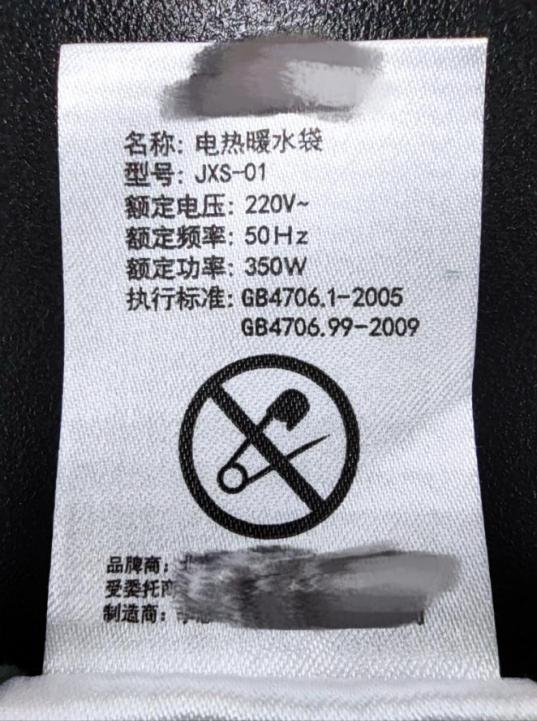 名称: 电热暖水袋
型号: JXS-01
额定电压: 220V~
额定频率: 50Hz
额定功率: 350W
执行标准: GB4706.1-2005
GB4706.99-2009
品牌商:
受委托商
制造商: